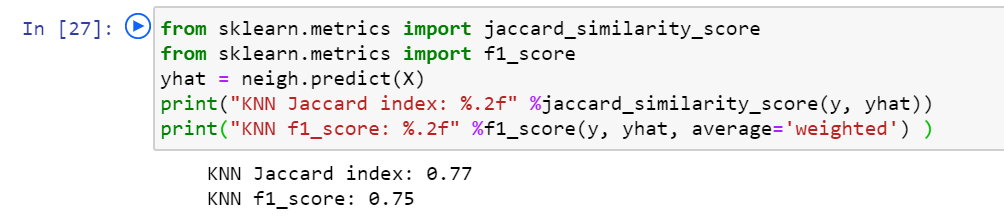 In [27]: from sklearn.metrics import jaccard_similarity_score
from sklearn.metrics import f1_score
yhat = neigh.predict(X)
print("KNN Jaccard index: %.2f" %jaccard_similarity_score(y, yhat))
print("KNN f1_score: %.2f" %f1_score(y, yhat, average='weighted') )
KNN Jaccard index: 0.77
KNN f1_score: 0.75